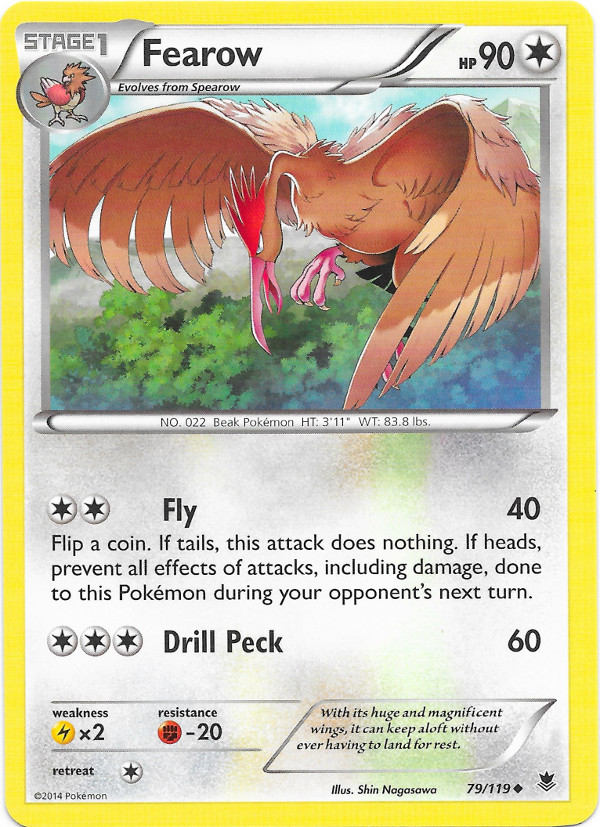 STAGE1
Fearow
HP 90
Evolves from Spearow
NO. 022 Beak Pokémon HT: 3'11" WT: 83.8 lbs.
Fly 40
Flip a coin. If tails, this attack does nothing. If heads,
prevent all effects of attacks, including damage, done
to this Pokémon during your opponent's next turn.
Drill Peck 60
weakness
×2
resistance
-20
With its huge and magnificent
wings, it can keep aloft without
ever having to land for rest.
retreat
©2014 Pokémon
Illus. Shin Nagasawa
79/119